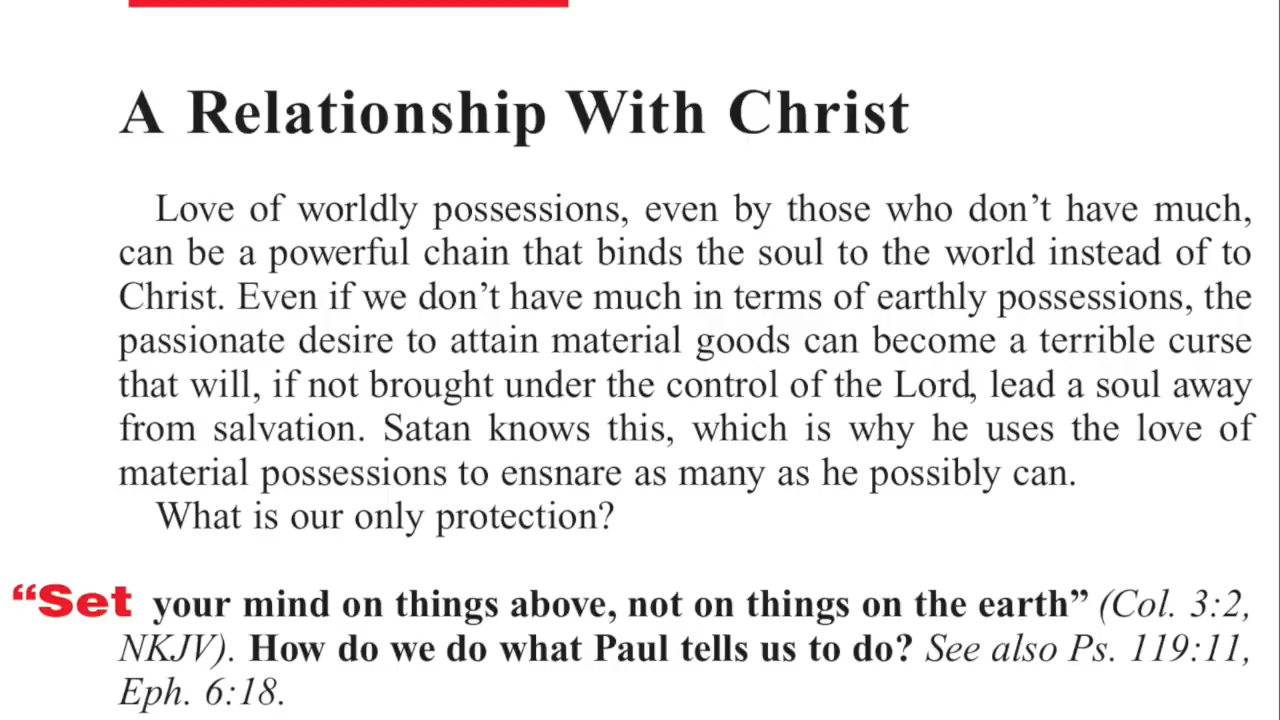 A Relationship With Christ
Love of worldly possessions, even by those who don’t have much,
can be a powerful chain that binds the soul to the world instead of to
Christ. Even if we don’t have much in terms of earthly possessions, the
passionate desire to attain material goods can become a terrible curse
that will, if not brought under the control of the Lord, lead a soul away
from salvation. Satan knows this, which is why he uses the love of
material possessions to ensnare as many as he possibly can.
What is our only protection?
“Set your mind on things above, not on things on the earth” (Col. 3:2,
NKJV). How do we do what Paul tells us to do? See also Ps. 119:11,
Eph. 6:18.